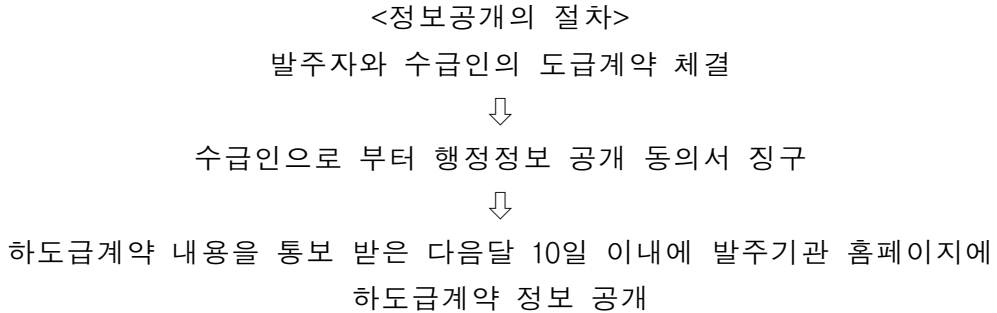 <정보공개의 절차>
발주자와 수급인의 도급계약 체결
⇩
수급인으로 부터 행정정보 공개 동의서 징구
⇩
하도급계약 내용을 통보 받은 다음달 10일 이내에 발주기관 홈페이지에
하도급계약 정보 공개